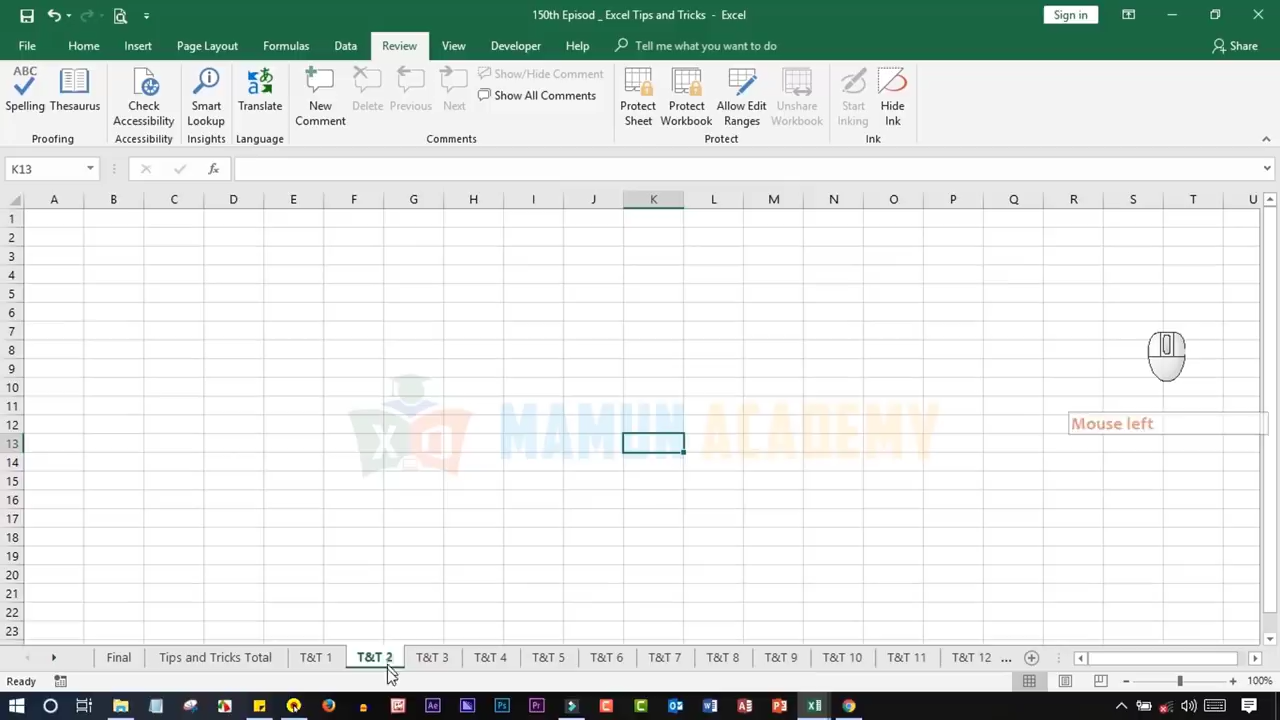 150th Episod _ Excel Tips and Tricks - Excel
Sign in
File Home Insert Page Layout Formulas Data Review View Developer Help Tell me what you want to do Share
ABC
Spelling Thesaurus Check Accessibility Smart Lookup Translate New Comment Delete Previous Next
Show/Hide Comment
Show All Comments
Protect Sheet Protect Workbook Allow Edit Ranges Unshare Workbook Start Inking Hide Ink
Proofing Accessibility Insights Language Comments Protect Ink
K13 fx
A B C D E F G H I J K L M N O P Q R S T U
1
2
3
4
5
6
7
8
9
10
11
12
13
14
15
16
17
18
19
20
21
22
23
MAMUN ACADEMY
Mouse left
Final Tips and Tricks Total T&T 1 T&T 2 T&T 3 T&T 4 T&T 5 T&T 6 T&T 7 T&T 8 T&T 9 T&T 10 T&T 11 T&T 12 ...
Ready 100%